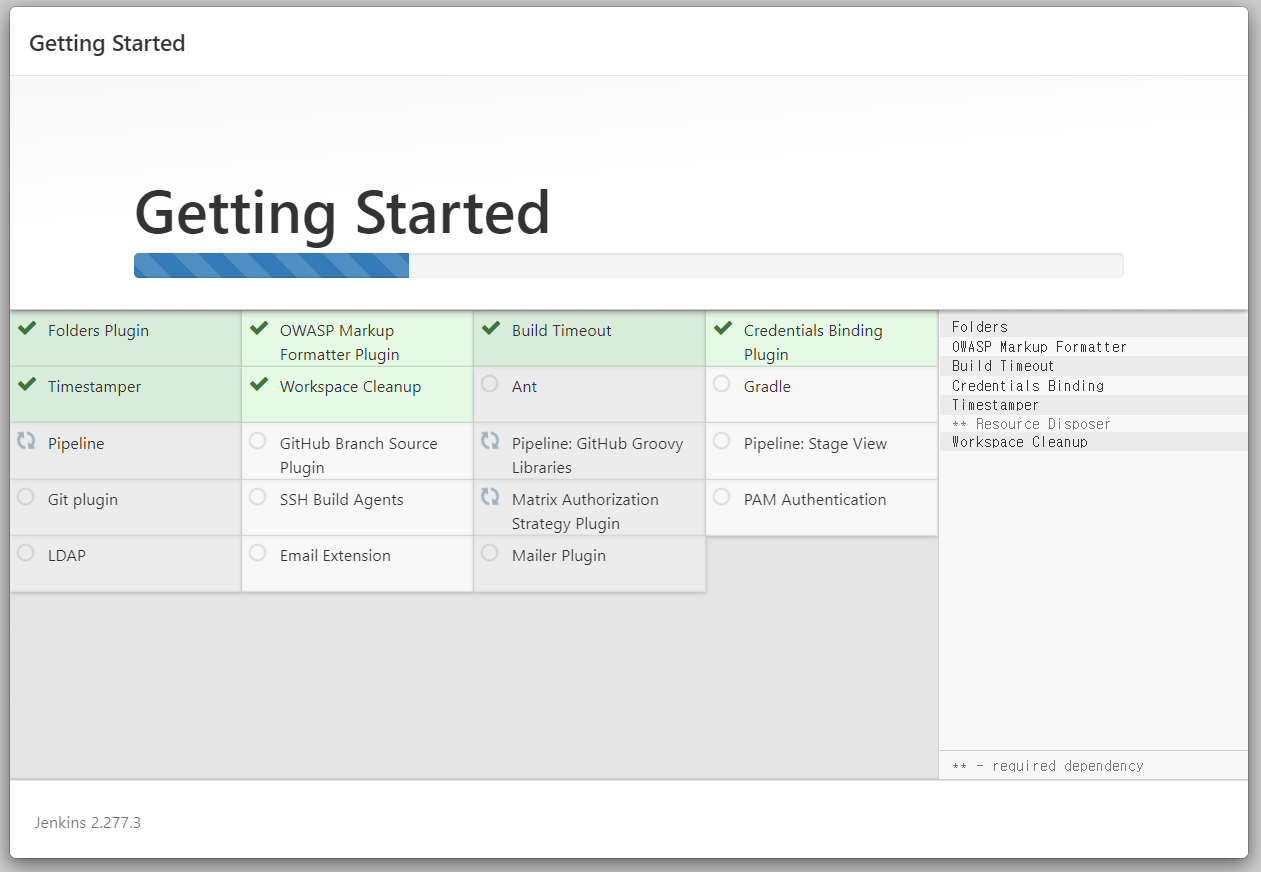 Getting Started
Getting Started
Folders Plugin
OWASP Markup
Formatter Plugin
Build Timeout
Credentials Binding
Plugin
Timestamper
Workspace Cleanup
Ant
Gradle
Pipeline
GitHub Branch Source
Plugin
Pipeline: GitHub Groovy
Libraries
Pipeline: Stage View
Git plugin
SSH Build Agents
Matrix Authorization
Strategy Plugin
PAM Authentication
LDAP
Email Extension
Mailer Plugin
Folders
OWASP Markup Formatter
Build Timeout
Credentials Binding
Timestamper
** Resource Disposer
Workspace Cleanup
** - required dependency
Jenkins 2.277.3